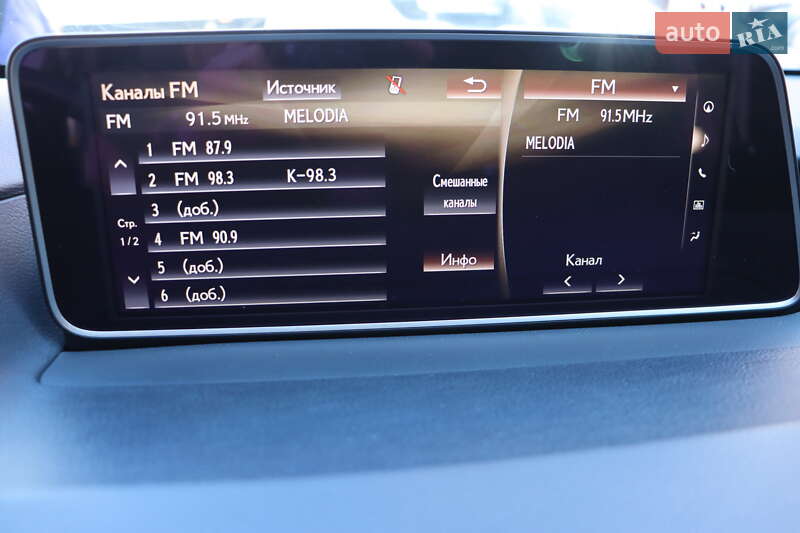 auto RIA
Каналы FM Источник FM
FM 91.5 MHz MELODIA FM 91.5 MHz
1 FM 87.9 MELODIA
2 FM 98.3 K-98.3 Смешанные
3 (доб.) каналы
Стр.
1/2
4 FM 90.9
5 (доб.) Инфо Канал
6 (доб.) < >